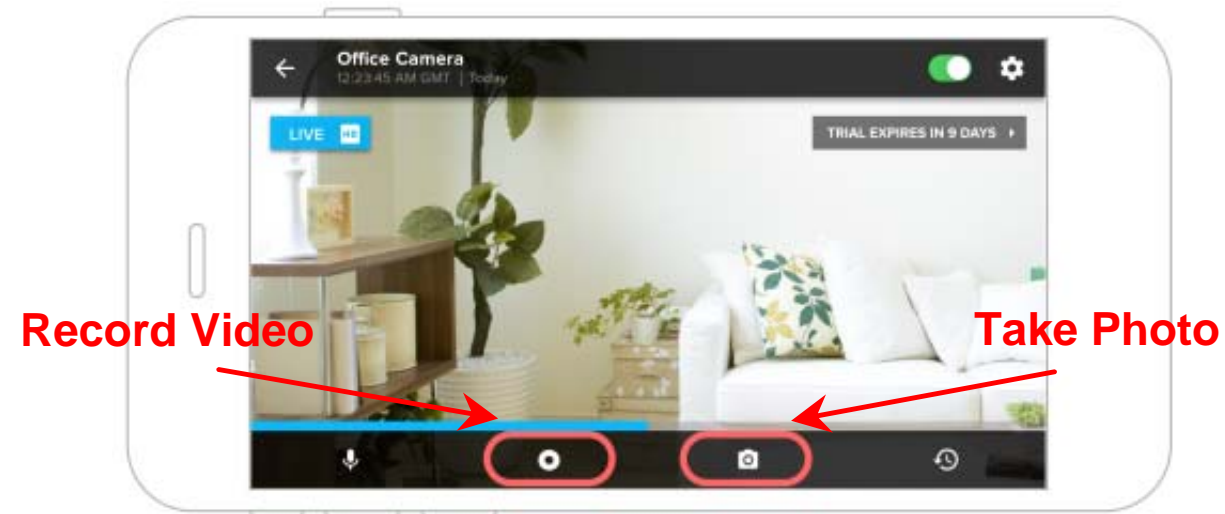 Office Camera
12:23:45 AM GMT | Today
LIVE HD
TRIAL EXPIRES IN 9 DAYS
Record Video
Take Photo